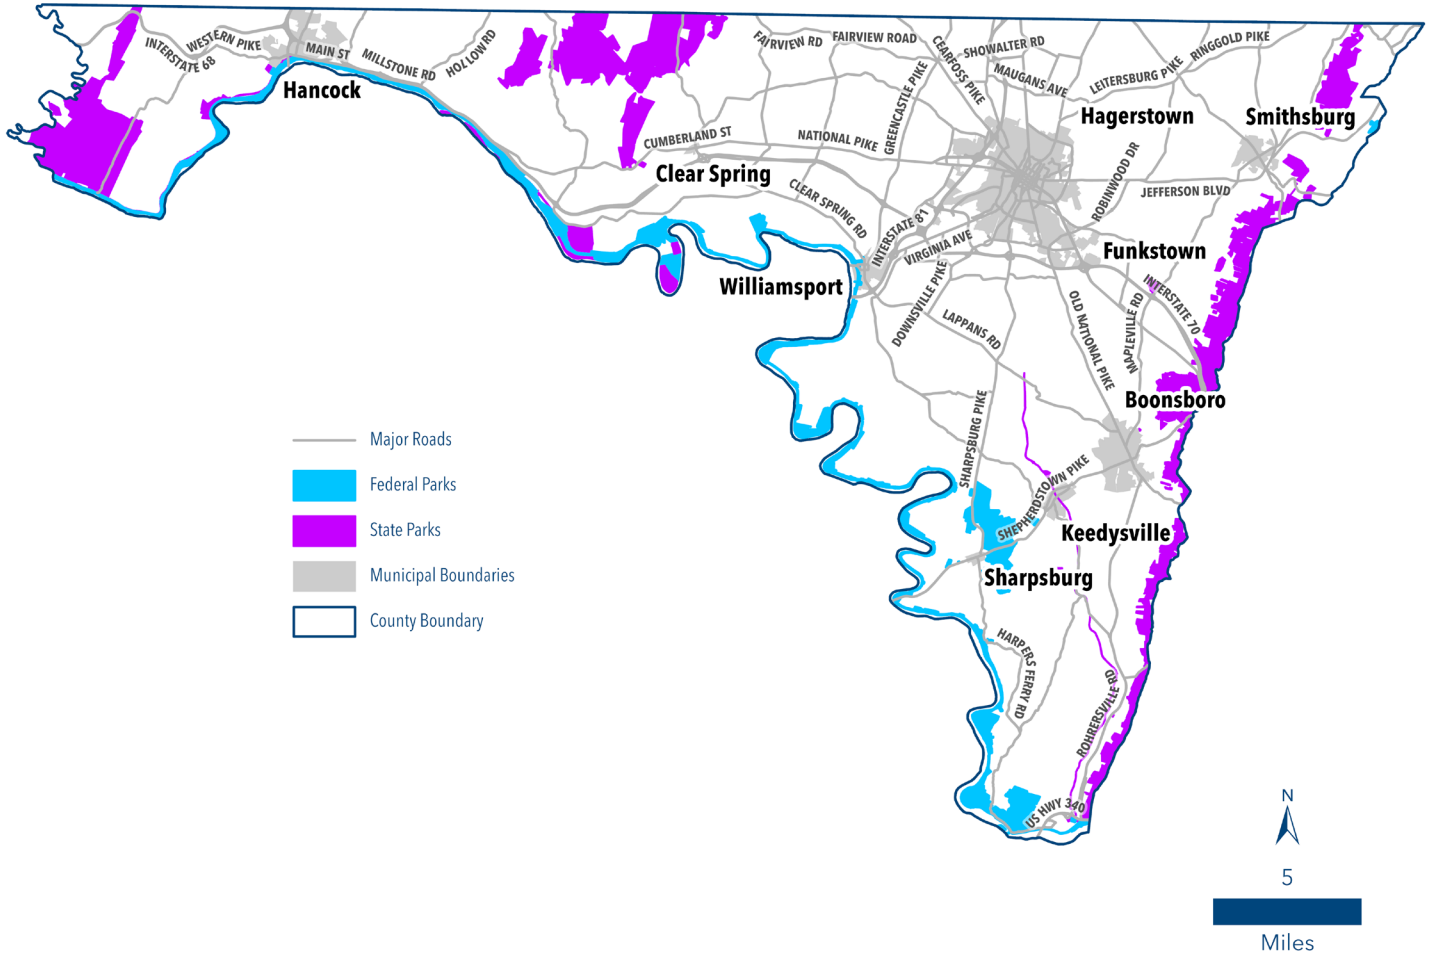 WESTERN PIKE
INTERSTATE 68
MAIN ST
MILLSTONE RD
HOLLOW RD
Hancock
FAIRVIEW RD
FAIRVIEW ROAD
CEARFOSS PIKE
SHOWALTER RD
MAUGANS AVE
LEITERSBURG PIKE
RINGGOLD PIKE
GREENCASTLE PIKE
Hagerstown
Smithsburg
CUMBERLAND ST
NATIONAL PIKE
Clear Spring
CLEAR SPRING RD
ROBINWOOD DR
JEFFERSON BLVD
INTERSTATE 81
VIRGINIA AVE
Funkstown
Williamsport
DOWNSVILLE PIKE
LAPPANS RD
OLD NATIONAL PIKE
MAPLEVILLE RD
INTERSTATE 70
Boonsboro
SHARPSBURG PIKE
SHEPHERDSTOWN PIKE
Keedysville
Sharpsburg
HARPERS FERRY RD
ROHRERSVILLE RD
US HWY 340
Major Roads
Federal Parks
State Parks
Municipal Boundaries
County Boundary
N
5
Miles